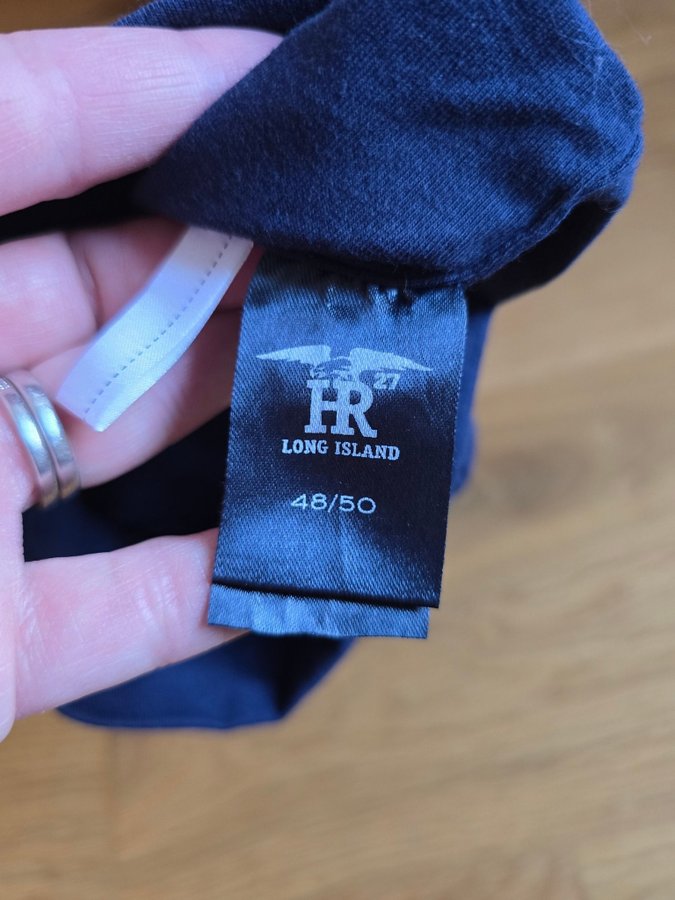 HR 27
LONG ISLAND
48/50